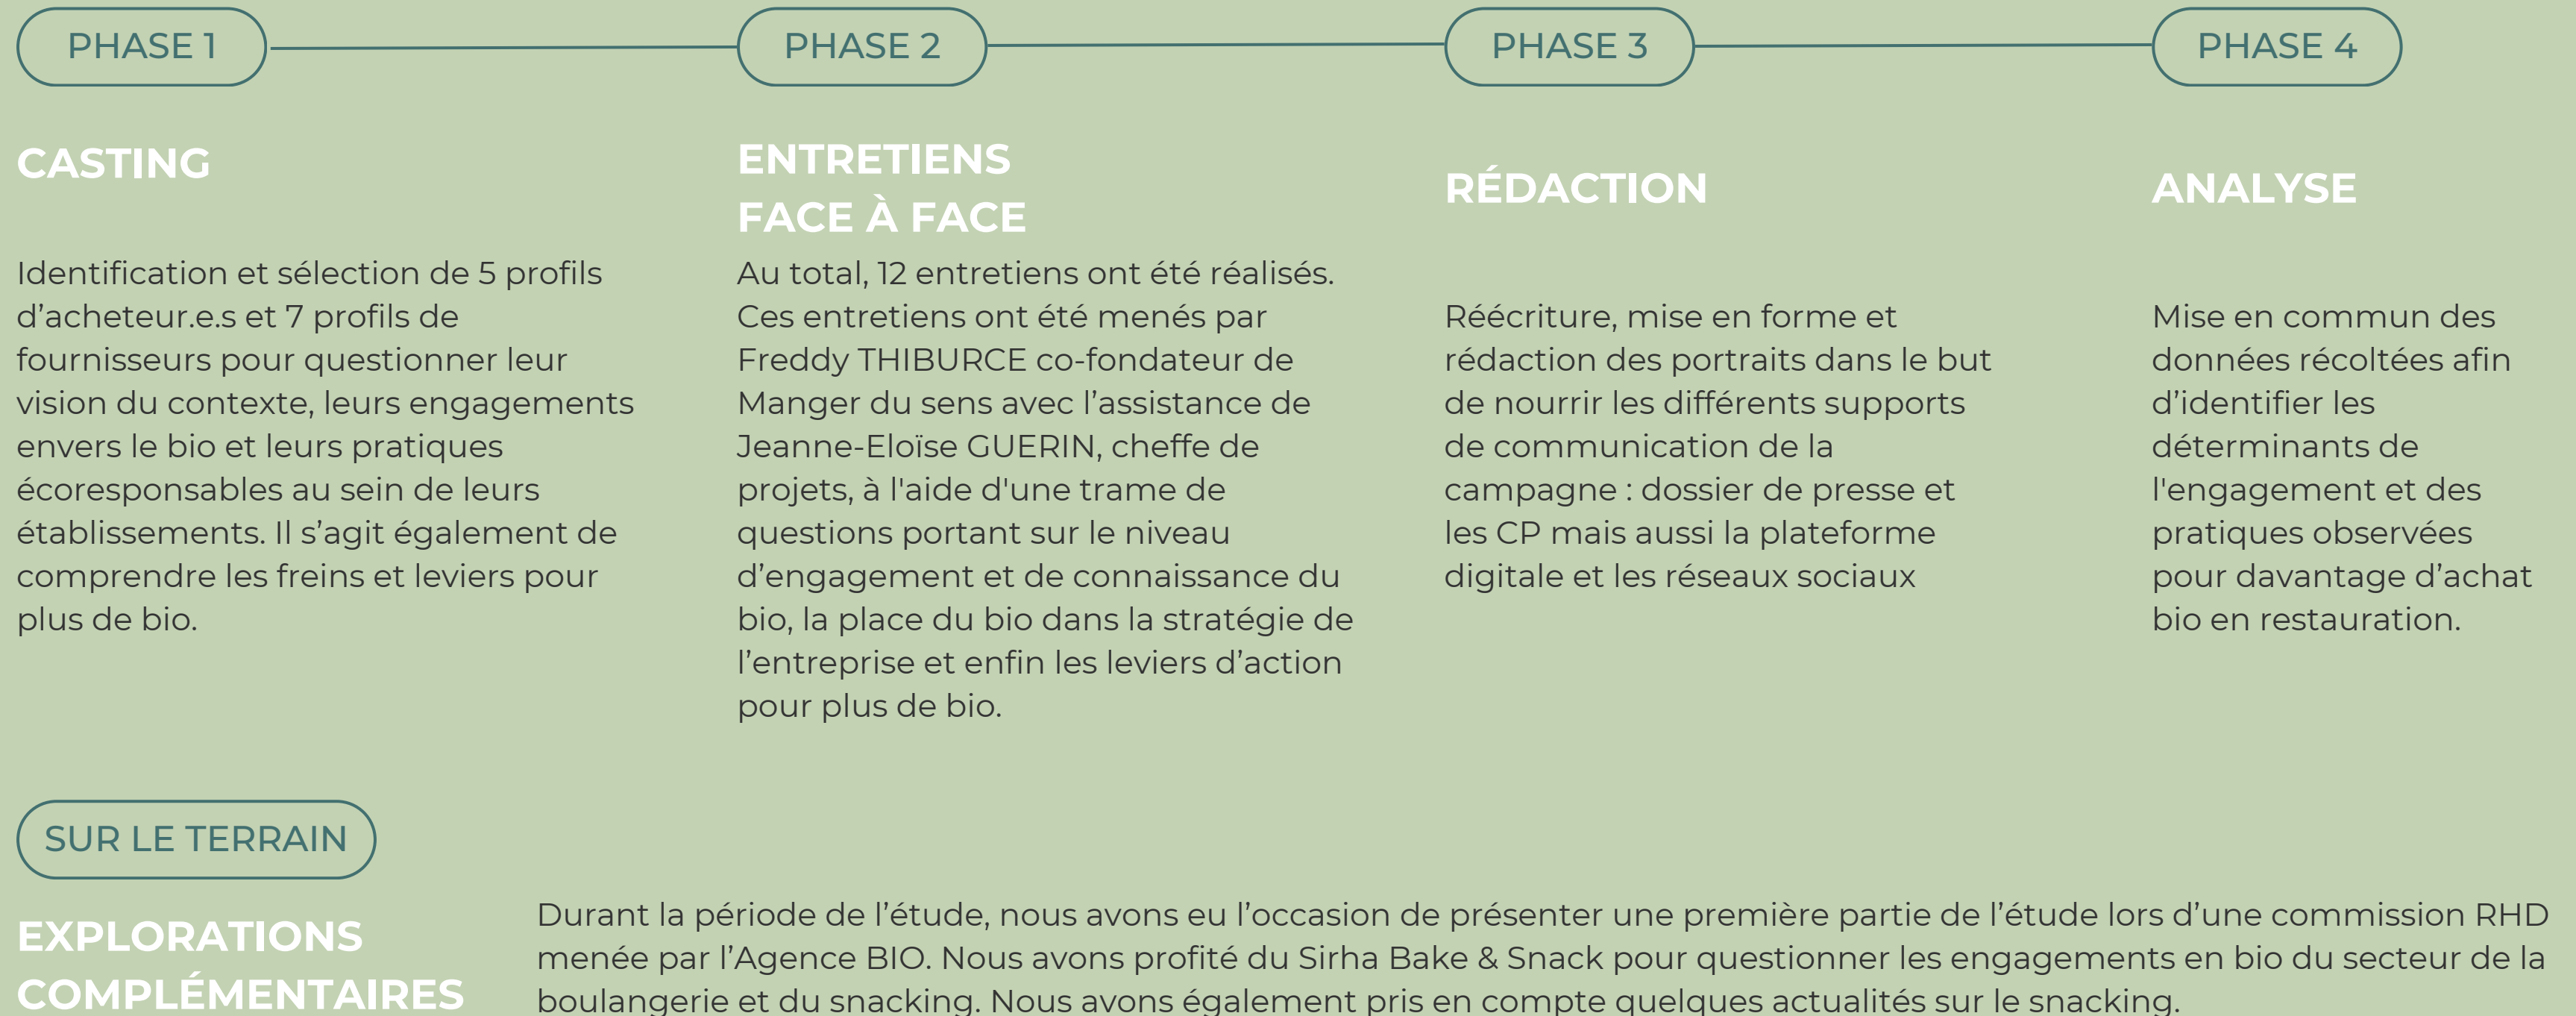 PHASE 1
PHASE 2
PHASE 3
PHASE 4
CASTING
Identification et sélection de 5 profils
d’acheteur.e.s et 7 profils de
fournisseurs pour questionner leur
vision du contexte, leurs engagements
envers le bio et leurs pratiques
écoresponsables au sein de leurs
établissements. Il s’agit également de
comprendre les freins et leviers pour
plus de bio.
ENTRETIENS
FACE À FACE
Au total, 12 entretiens ont été réalisés.
Ces entretiens ont été menés par
Freddy THIBURCE co-fondateur de
Manger du sens avec l’assistance de
Jeanne-Eloïse GUERIN, cheffe de
projets, à l'aide d'une trame de
questions portant sur le niveau
d’engagement et de connaissance du
bio, la place du bio dans la stratégie de
l’entreprise et enfin les leviers d’action
pour plus de bio.
RÉDACTION
Réécriture, mise en forme et
rédaction des portraits dans le but
de nourrir les différents supports
de communication de la
campagne : dossier de presse et
les CP mais aussi la plateforme
digitale et les réseaux sociaux
ANALYSE
Mise en commun des
données récoltées afin
d’identifier les
déterminants de
l'engagement et des
pratiques observées
pour davantage d’achat
bio en restauration.
SUR LE TERRAIN
EXPLORATIONS
COMPLÉMENTAIRES
Durant la période de l’étude, nous avons eu l’occasion de présenter une première partie de l’étude lors d’une commission RHD
menée par l’Agence BIO. Nous avons profité du Sirha Bake & Snack pour questionner les engagements en bio du secteur de la
boulangerie et du snacking. Nous avons également pris en compte quelques actualités sur le snacking.